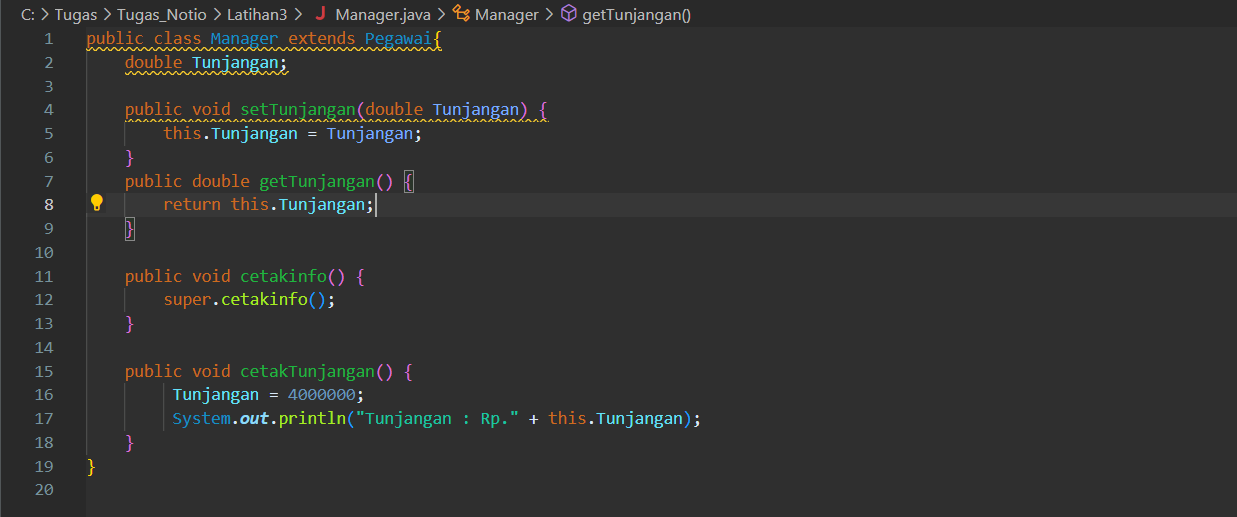 C: > Tugas > Tugas_Notio > Latihan3 > J Manager.java > Manager > getTunjangan()
1 public class Manager extends Pegawai{
2 double Tunjangan;
3
4 public void setTunjangan(double Tunjangan) {
5 this.Tunjangan = Tunjangan;
6 }
7 public double getTunjangan() {
8 return this.Tunjangan;
9 }
10
11 public void cetakinfo() {
12 super.cetakinfo();
13 }
14
15 public void cetakTunjangan() {
16 Tunjangan = 4000000;
17 System.out.println("Tunjangan : Rp." + this.Tunjangan);
18 }
19 }
20